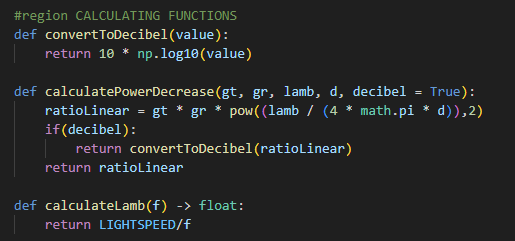 #region CALCULATING FUNCTIONS
def convertToDecibel(value):
    return 10 * np.log10(value)

def calculatePowerDecrease(gt, gr, lamb, d, decibel = True):
    ratioLinear = gt * gr * pow((lamb / (4 * math.pi * d)),2)
    if(decibel):
        return convertToDecibel(ratioLinear)
    return ratioLinear

def calculateLamb(f) -> float:
    return LIGHTSPEED/f